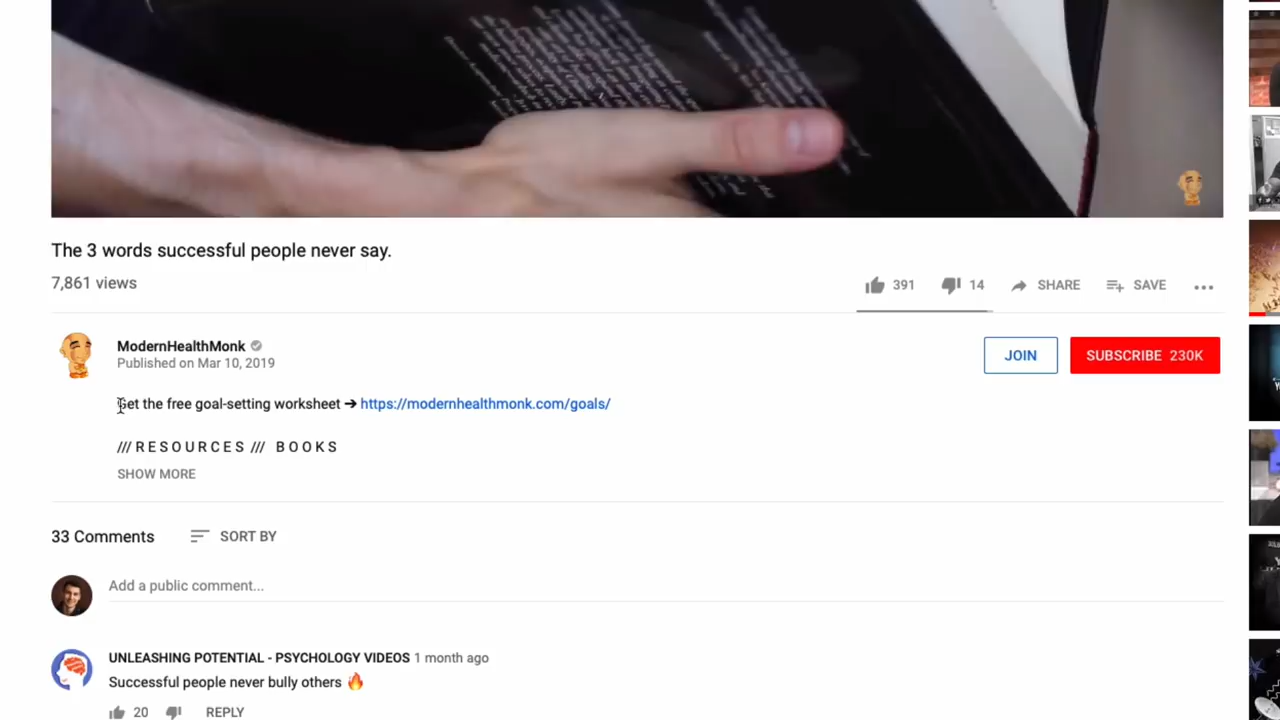 The 3 words successful people never say.
7,861 views
391
14
SHARE
SAVE
ModernHealthMonk
Published on Mar 10, 2019
JOIN
SUBSCRIBE 230K
Get the free goal-setting worksheet ➔ https://modernhealthmonk.com/goals/
/// R E S O U R C E S /// B O O K S
SHOW MORE
33 Comments
SORT BY
Add a public comment...
UNLEASHING POTENTIAL - PSYCHOLOGY VIDEOS 1 month ago
Successful people never bully others 🔥
20
REPLY